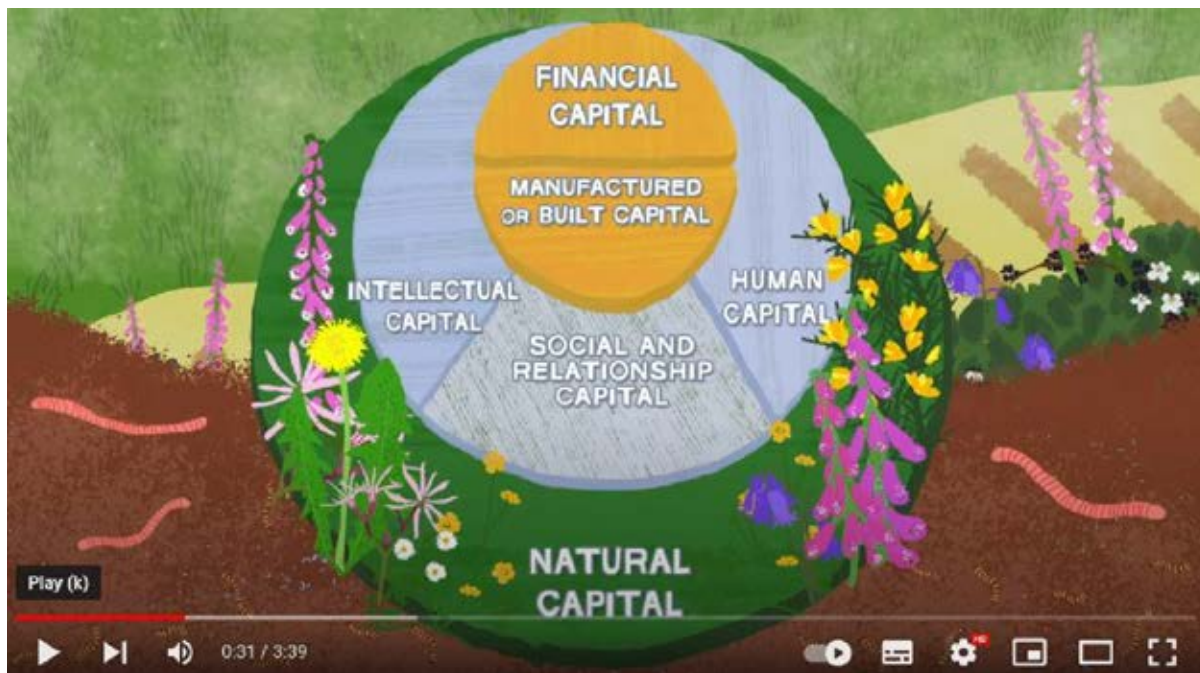 FINANCIAL
CAPITAL
MANUFACTURED
OR BUILT CAPITAL
INTELLECTUAL
CAPITAL
HUMAN
CAPITAL
SOCIAL AND
RELATIONSHIP
CAPITAL
NATURAL
CAPITAL
Play (k)
0:31 / 3:39
HD